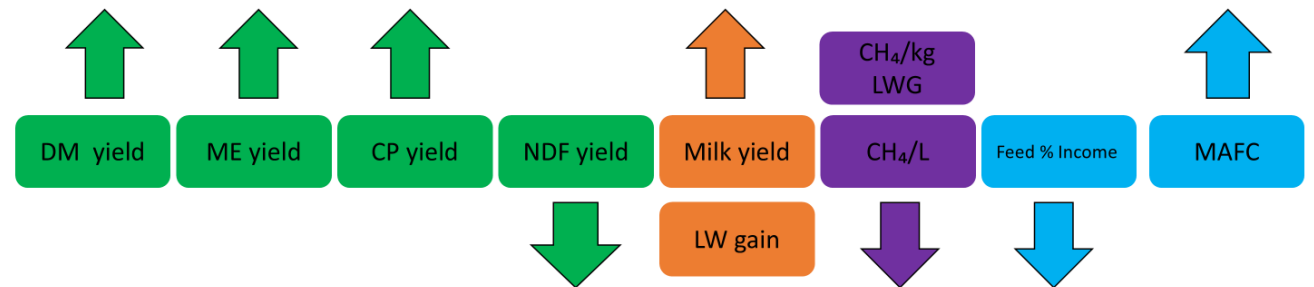 CH₄/kg
LWG
DM yield
ME yield
CP yield
NDF yield
Milk yield
CH₄/L
Feed % Income
MAFC
LW gain